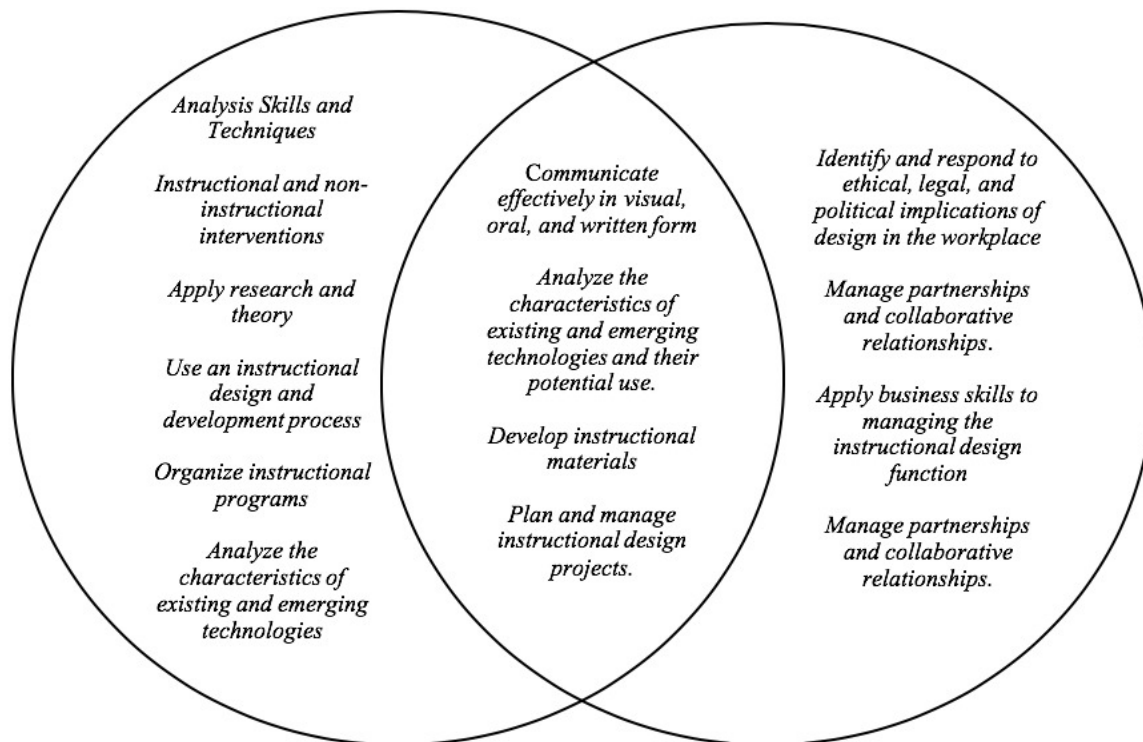 Analysis Skills and
Techniques
Instructional and non-
instructional
interventions
Apply research and
theory
Use an instructional
design and
development process
Organize instructional
programs
Analyze the
characteristics of
existing and emerging
technologies
Communicate
effectively in visual,
oral, and written form
Analyze the
characteristics of
existing and emerging
technologies and their
potential use.
Develop instructional
materials
Plan and manage
instructional design
projects.
Identify and respond to
ethical, legal, and
political implications of
design in the workplace
Manage partnerships
and collaborative
relationships.
Apply business skills to
managing the
instructional design
function
Manage partnerships
and collaborative
relationships.